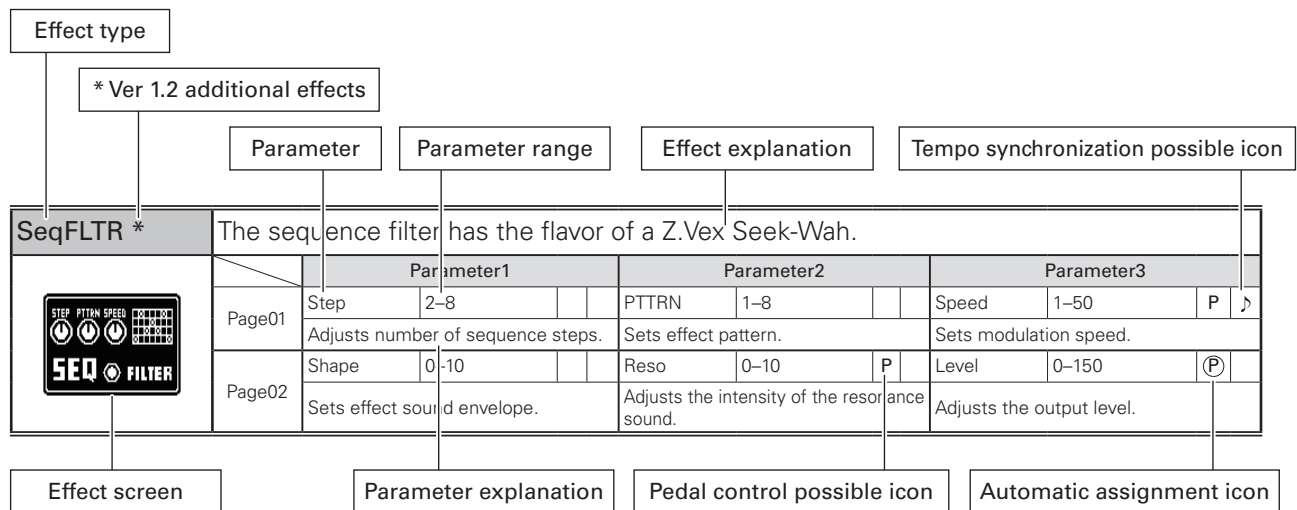 Effect type
* Ver 1.2 additional effects
Parameter
Parameter range
Effect explanation
Tempo synchronization possible icon
SeqFLTR *
The sequence filter has the flavor of a Z.Vex Seek-Wah.
Parameter1
Parameter2
Parameter3
STEP PTTRN SPEED
SEQ FILTER
Page01
Step
2–8
PTTRN
1–8
Speed
1–50
P
♪
Adjusts number of sequence steps.
Sets effect pattern.
Sets modulation speed.
Page02
Shape
0–10
Reso
0–10
P
Level
0–150
P
Sets effect sound envelope.
Adjusts the intensity of the resonance
sound.
Adjusts the output level.
Effect screen
Parameter explanation
Pedal control possible icon
Automatic assignment icon